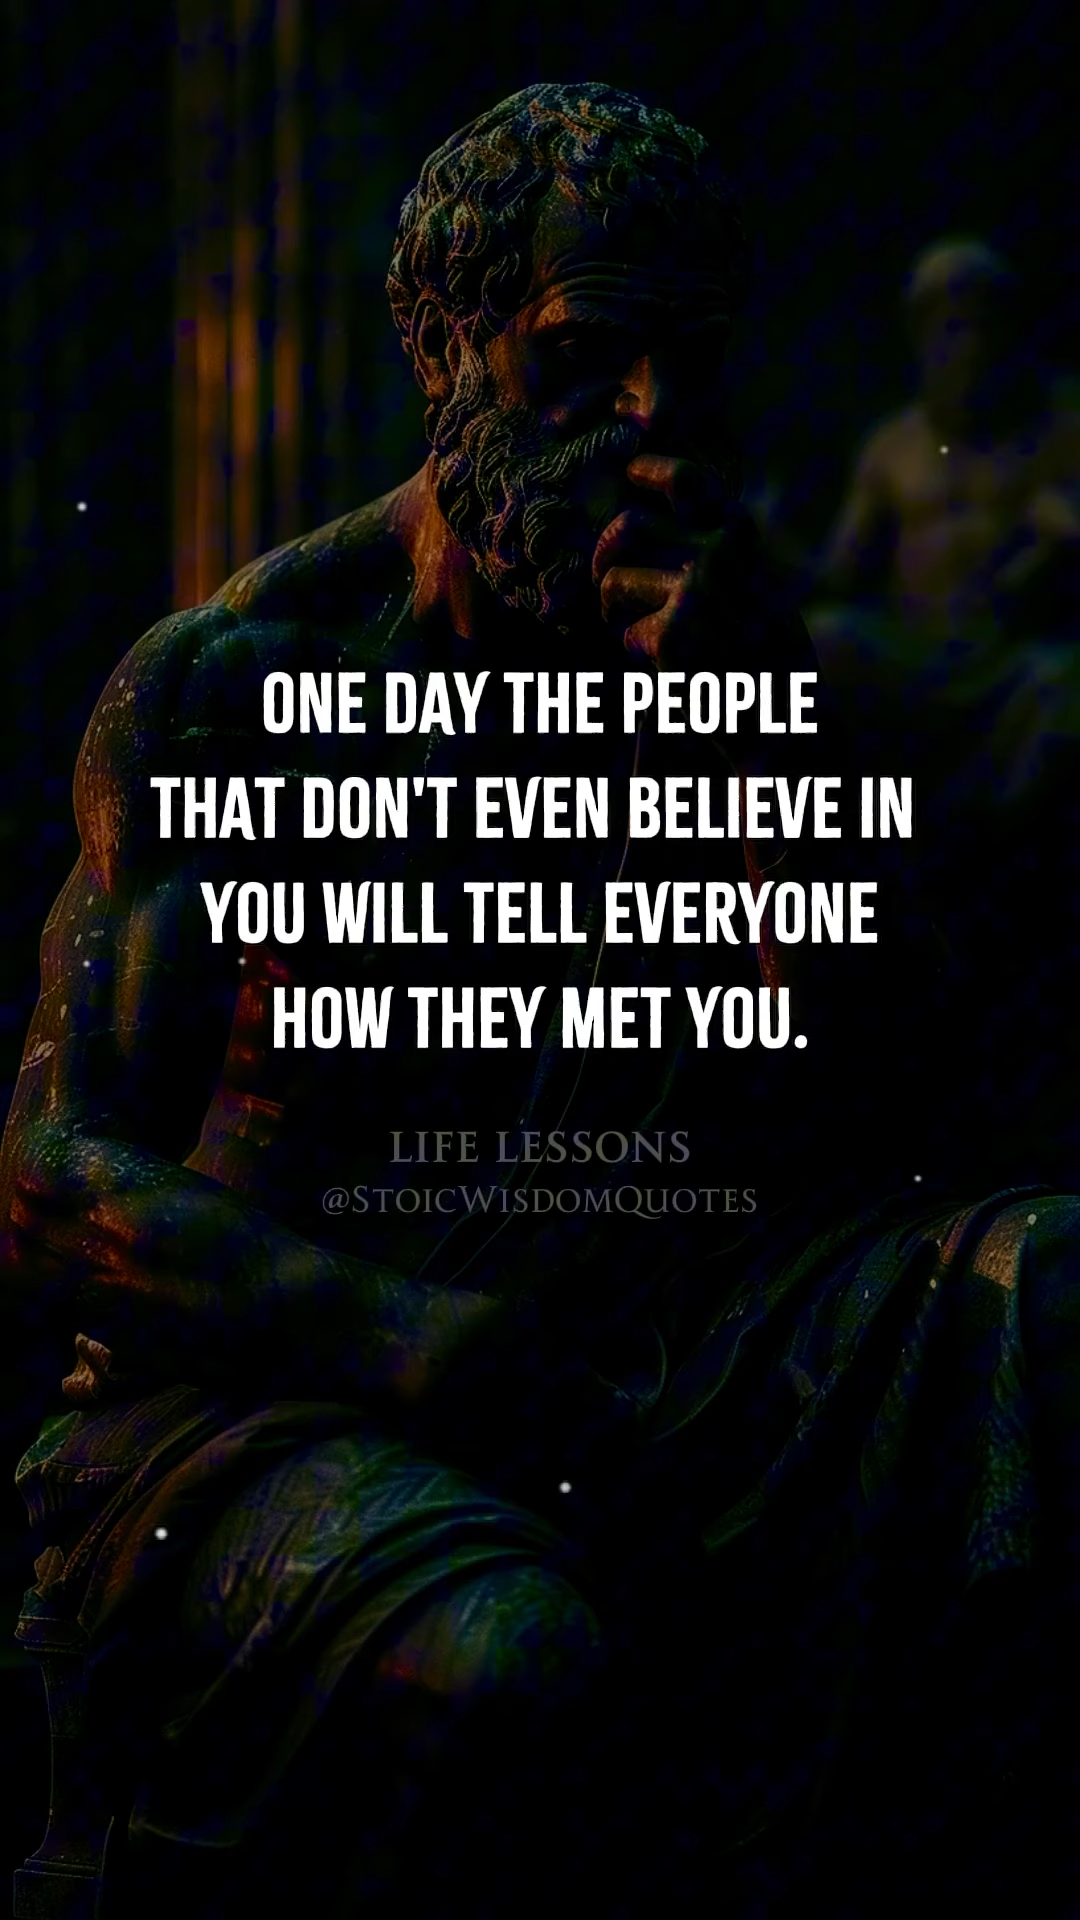 ONE DAY THE PEOPLE
THAT DON'T EVEN BELIEVE IN
YOU WILL TELL EVERYONE
HOW THEY MET YOU.
LIFE LESSONS
@STOICWISDOMQUOTES